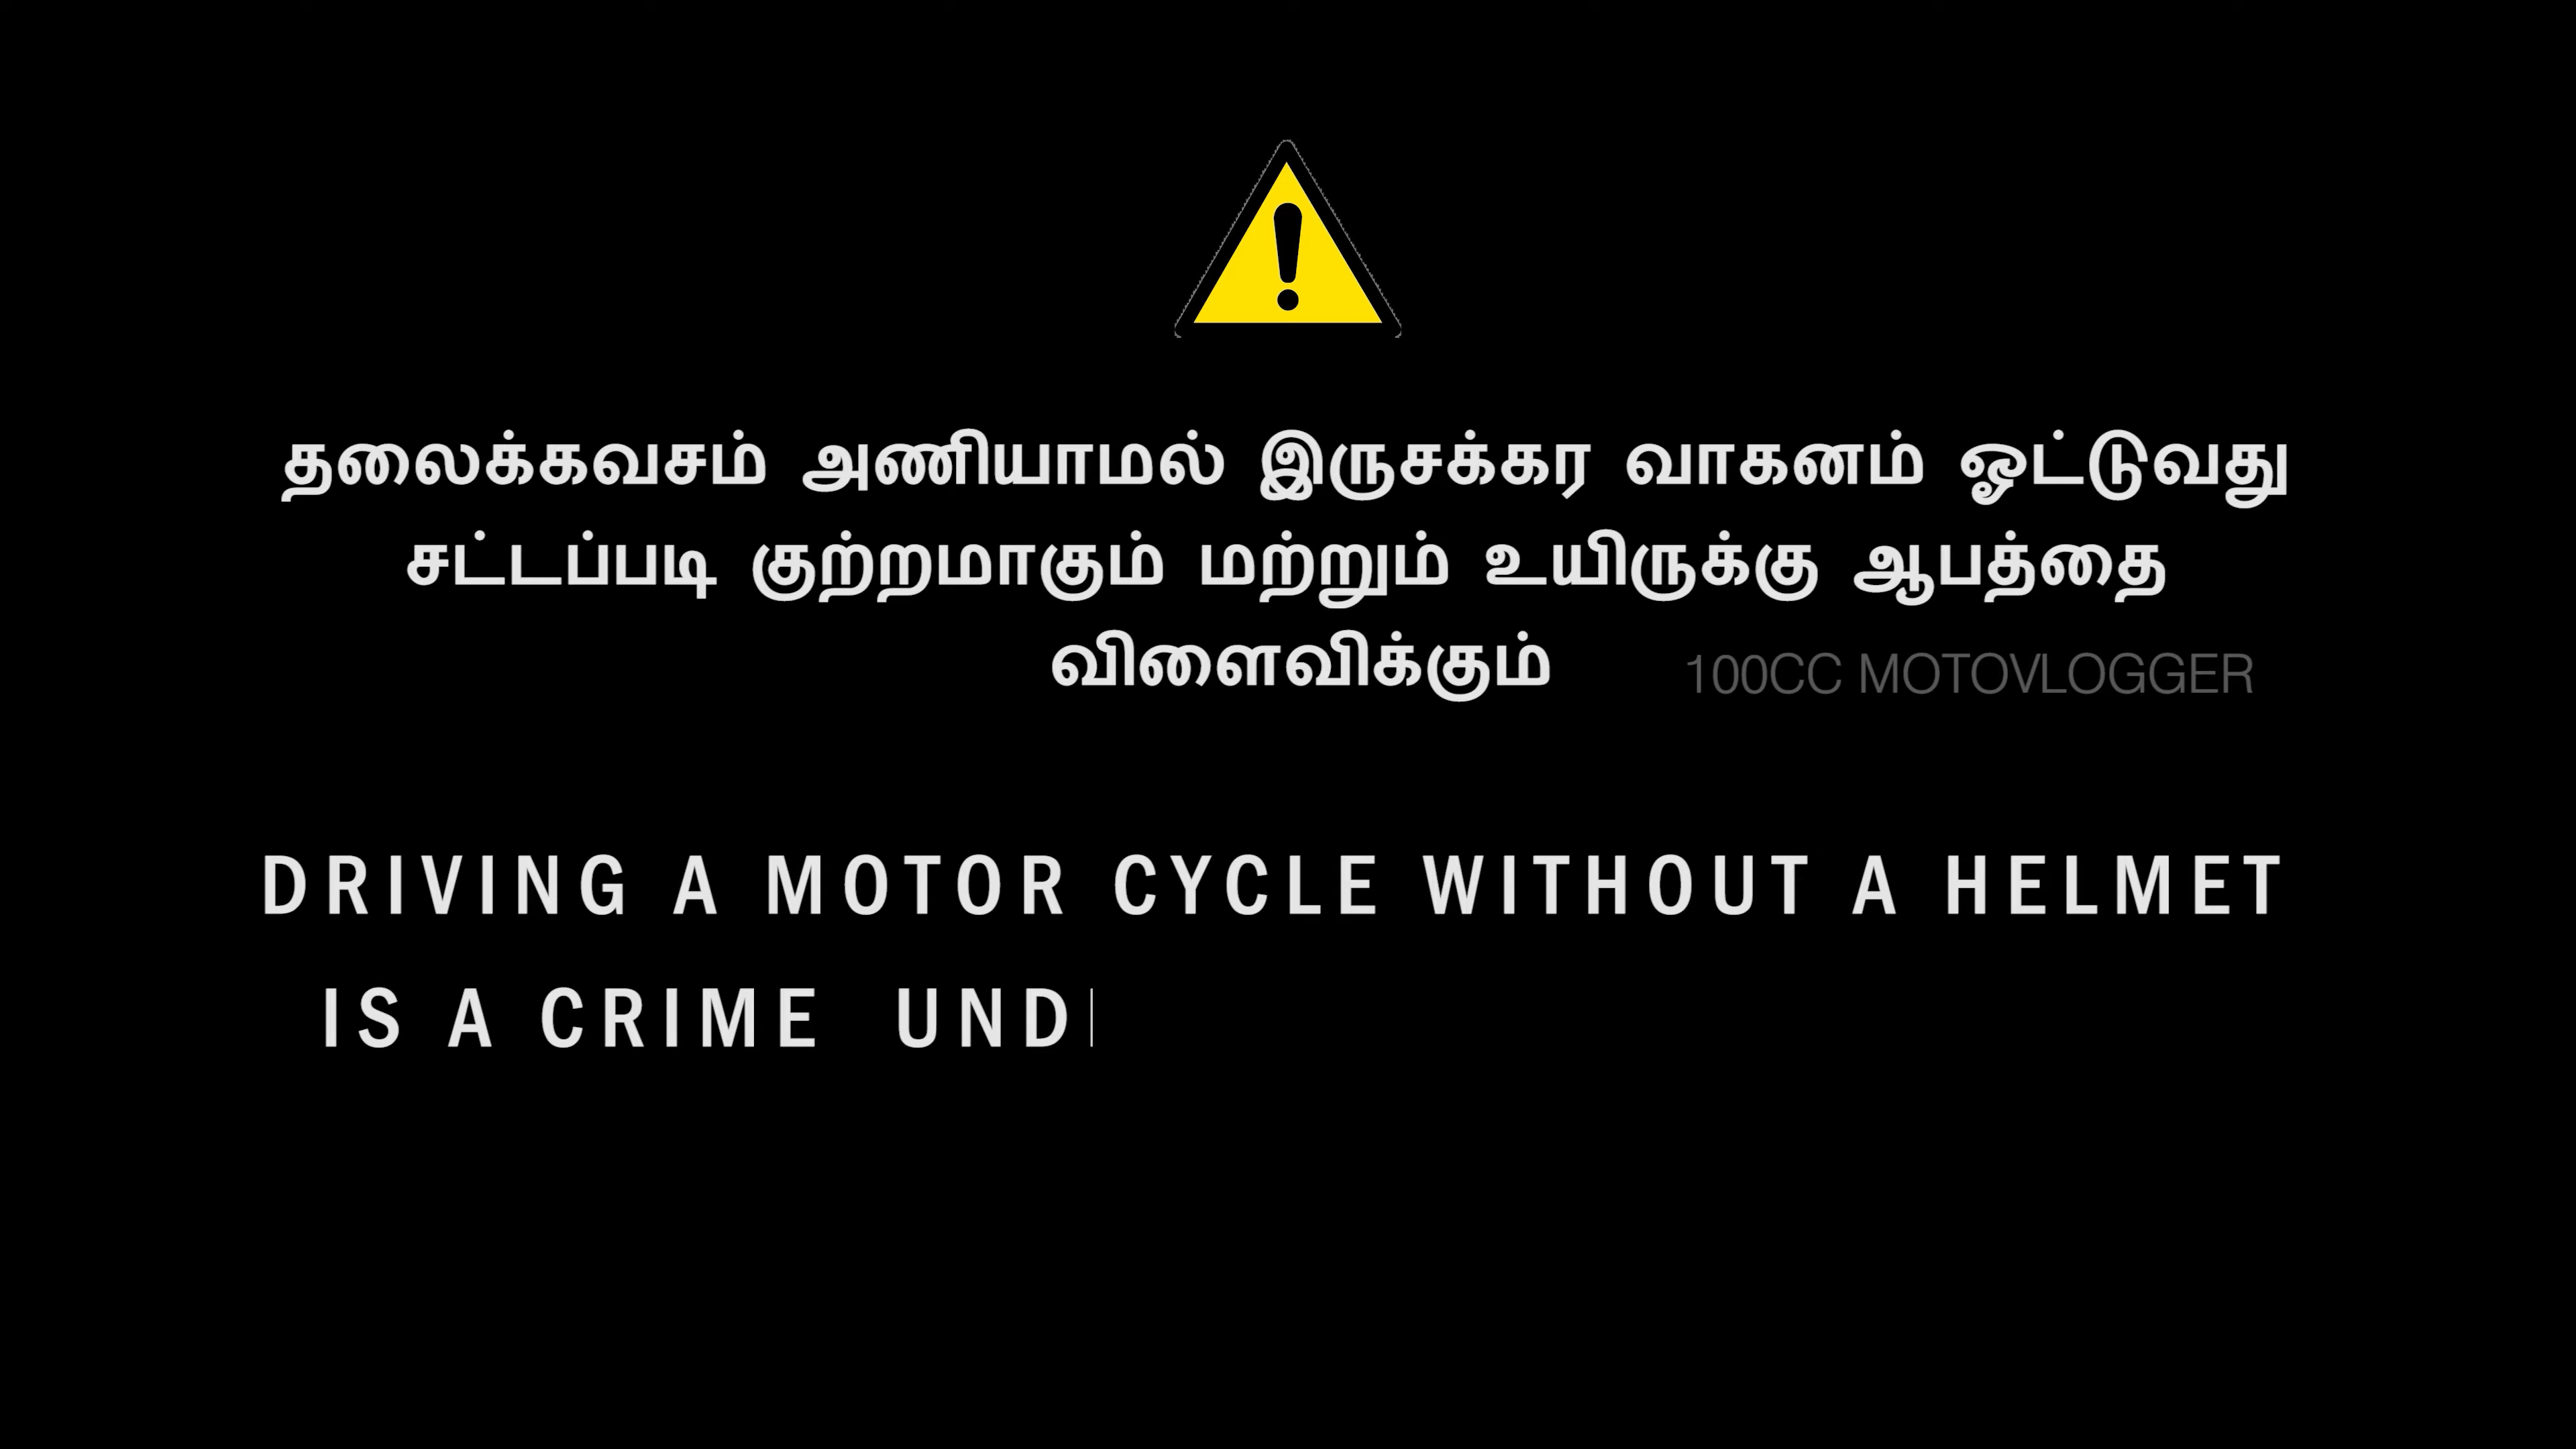 தலைக்கவசம் அணியாமல் இருசக்கர வாகனம் ஓட்டுவது
சட்டப்படி குற்றமாகும் மற்றும் உயிருக்கு ஆபத்தை
விளைவிக்கும்
100CC MOTOVLOGGER
DRIVING A MOTOR CYCLE WITHOUT A HELMET
IS A CRIME UND